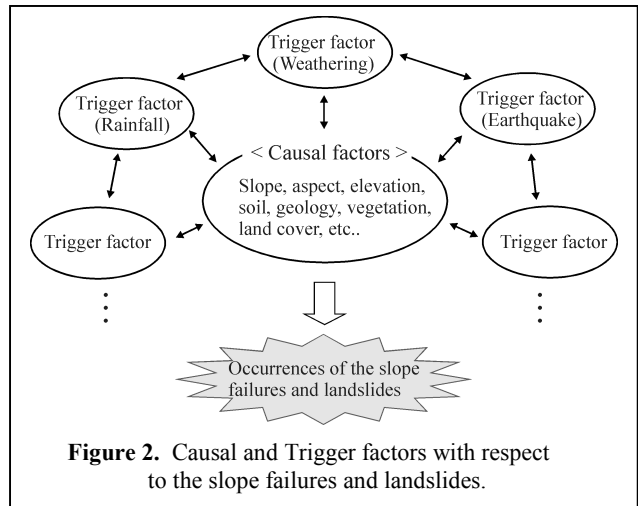 Trigger factor
(Weathering)
Trigger factor
(Rainfall)
Trigger factor
(Earthquake)
< Causal factors >
Slope, aspect, elevation,
soil, geology, vegetation,
land cover, etc..
Trigger factor
Trigger factor
Occurrences of the slope
failures and landslides
Figure 2. Causal and Trigger factors with respect
to the slope failures and landslides.